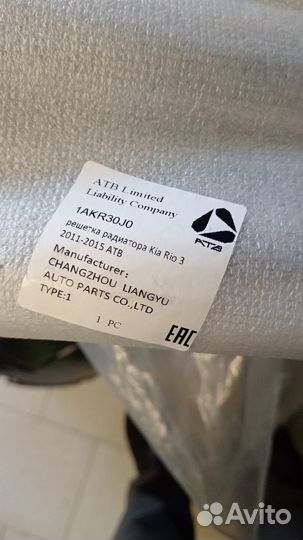 ATB Limited
Liability Company
1AKR30J0
решетка радиатора Kia Rio 3
2011-2015 ATB
Manufacturer:
CHANGZHOU LIANGYU
AUTO PARTS CO.,LTD
TYPE:1
1 PC
ATB
EAC
Avito